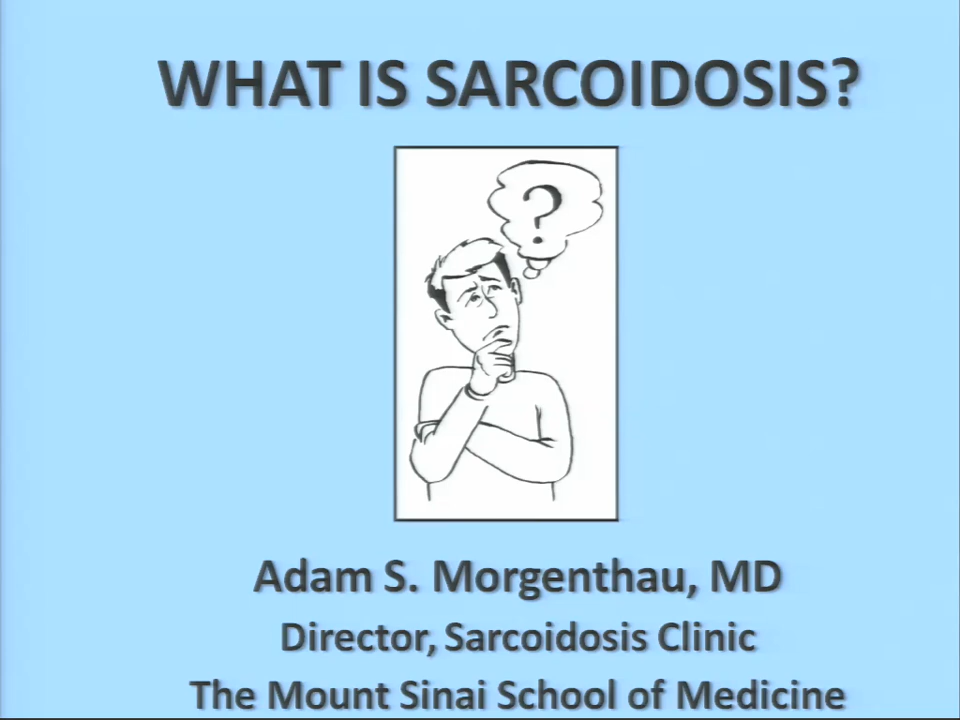 WHAT IS SARCOIDOSIS?
?
Adam S. Morgenthau, MD
Director, Sarcoidosis Clinic
The Mount Sinai School of Medicine